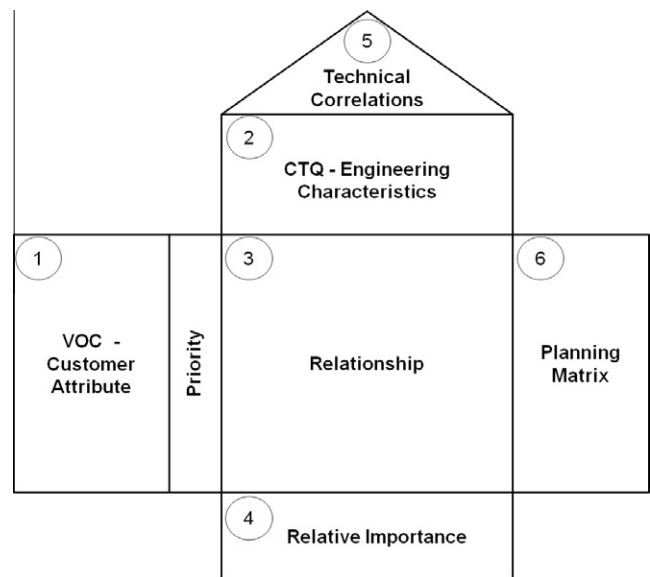 5
Technical
Correlations
2
CTQ - Engineering
Characteristics
1
VOC -
Customer
Attribute
Priority
3
Relationship
6
Planning
Matrix
4
Relative Importance